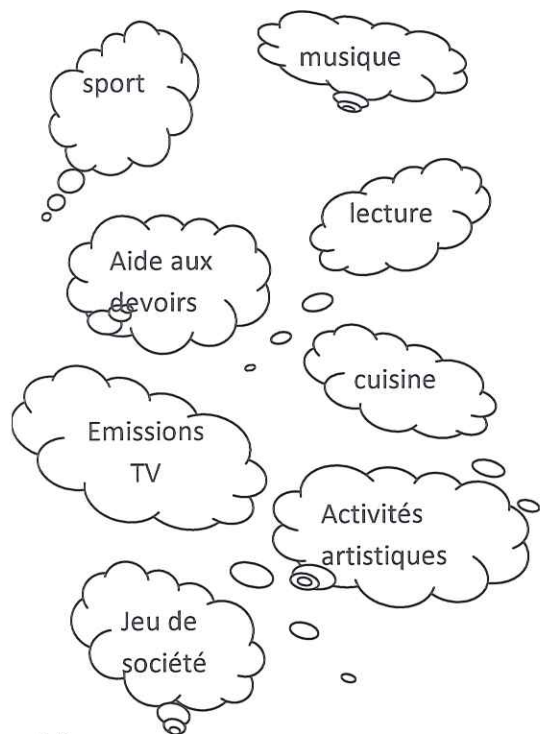 sport
musique
lecture
Aide aux
devoirs
cuisine
Emissions
TV
Activités
artistiques
Jeu de
société